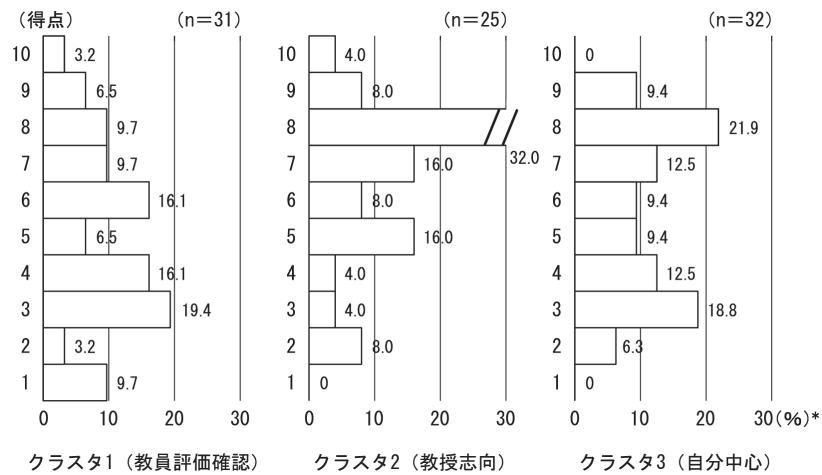 (得点) (n=31) (n=25) (n=32)
10 3.2 10 4.0 10 0
9 6.5 9 8.0 9 9.4
8 9.7 8 32.0 8 21.9
7 9.7 7 16.0 7 12.5
6 16.1 6 8.0 6 9.4
5 6.5 5 16.0 5 9.4
4 16.1 4 4.0 4 12.5
3 19.4 3 4.0 3 18.8
2 3.2 2 8.0 2 6.3
1 9.7 1 0 1 0
0 10 20 30 0 10 20 30 0 10 20 30(%)*
クラスタ1(教員評価確認) クラスタ2(教授志向) クラスタ3(自分中心)